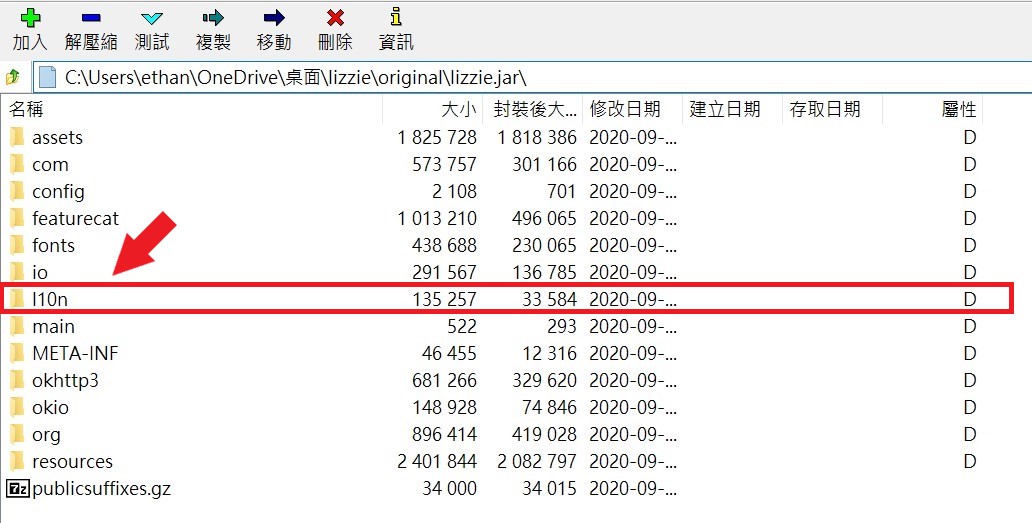 加入 解壓縮 測試 複製 移動 刪除 資訊
C:\Users\ethan\OneDrive\桌面\lizzie\original\lizzie.jar\
名稱 大小 封裝後大... 修改日期 建立日期 存取日期 屬性
assets 1 825 728 1 818 386 2020-09-... D
com 573 757 301 166 2020-09-... D
config 2 108 701 2020-09-... D
featurecat 1 013 210 496 065 2020-09-... D
fonts 438 688 230 065 2020-09-... D
io 291 567 136 785 2020-09-... D
l10n 135 257 33 584 2020-09-... D
main 522 293 2020-09-... D
META-INF 46 455 12 316 2020-09-... D
okhttp3 681 266 329 620 2020-09-... D
okio 148 928 74 846 2020-09-... D
org 896 414 419 028 2020-09-... D
resources 2 401 844 2 082 797 2020-09-... D
7z publicsuffixes.gz 34 000 34 015 2020-09-...